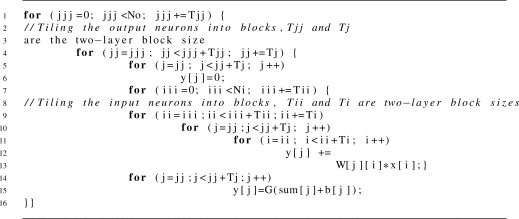 1 for (jjj=0; jjj<No; jjj+=Tjj) {
2 //Tiling the output neurons into blocks, Tjj and Tj
3 are the two-layer block size
4 for (jj=jjj; jj<jjj+Tjj; jj+=Tj) {
5 for (j=jj; j<jj+Tj; j++)
6 y[j]=0;
7 for (iii=0; iii<Ni; iii+=Tii) {
8 //Tiling the input neurons into blocks, Tii and Ti are two-layer block sizes
9 for (ii=iii;ii<iii+Tii;ii+=Ti)
10 for (j=jj;j<jj+Tj; j++)
11 for (i=ii; i<ii+Ti; i++)
12 y[j] +=
13 W[j][i]*x[i];}
14 for (j=jj;j<jj+Tj;j++)
15 y[j]=G(sum[j]+b[j]);
16 }}